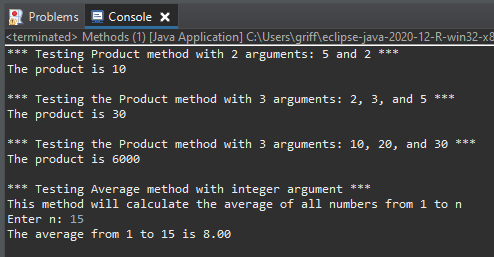 Problems Console
<terminated> Methods (1) [Java Application] C:\Users\griff\eclipse-java-2020-12-R-win32-x8
*** Testing Product method with 2 arguments: 5 and 2 ***
The product is 10
*** Testing the Product method with 3 arguments: 2, 3, and 5 ***
The product is 30
*** Testing the Product method with 3 arguments: 10, 20, and 30 ***
The product is 6000
*** Testing Average method with integer argument ***
This method will calculate the average of all numbers from 1 to n
Enter n: 15
The average from 1 to 15 is 8.00